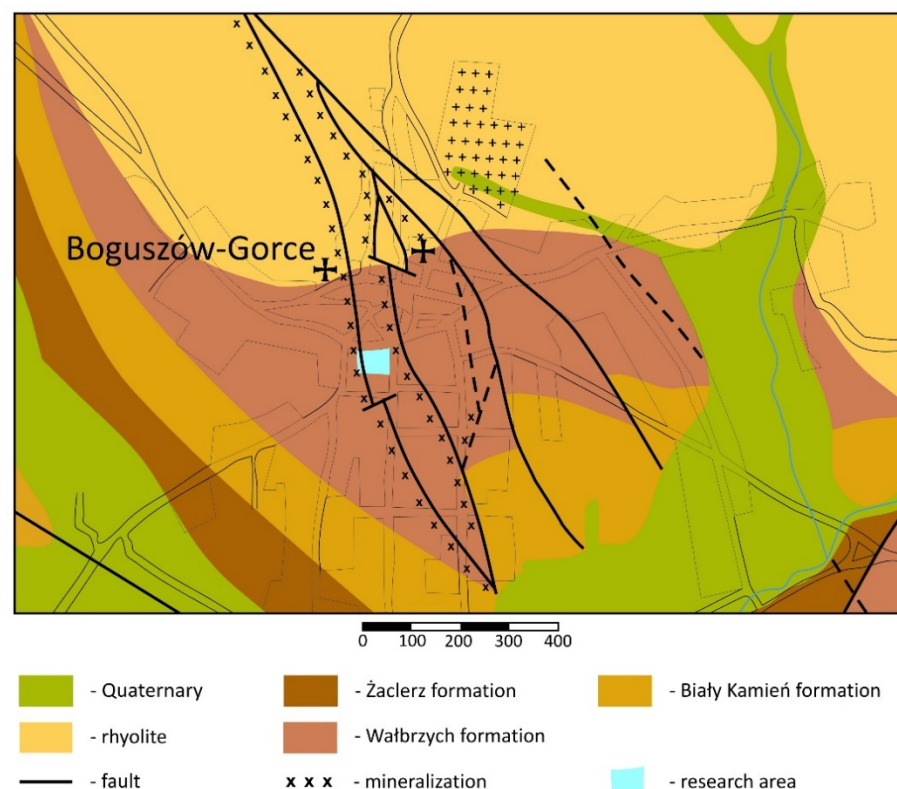 Boguszów-Gorce
0 100 200 300 400
- Quaternary
- Żaclerz formation
- Biały Kamień formation
- rhyolite
- Wałbrzych formation
- fault
x x x - mineralization
- research area